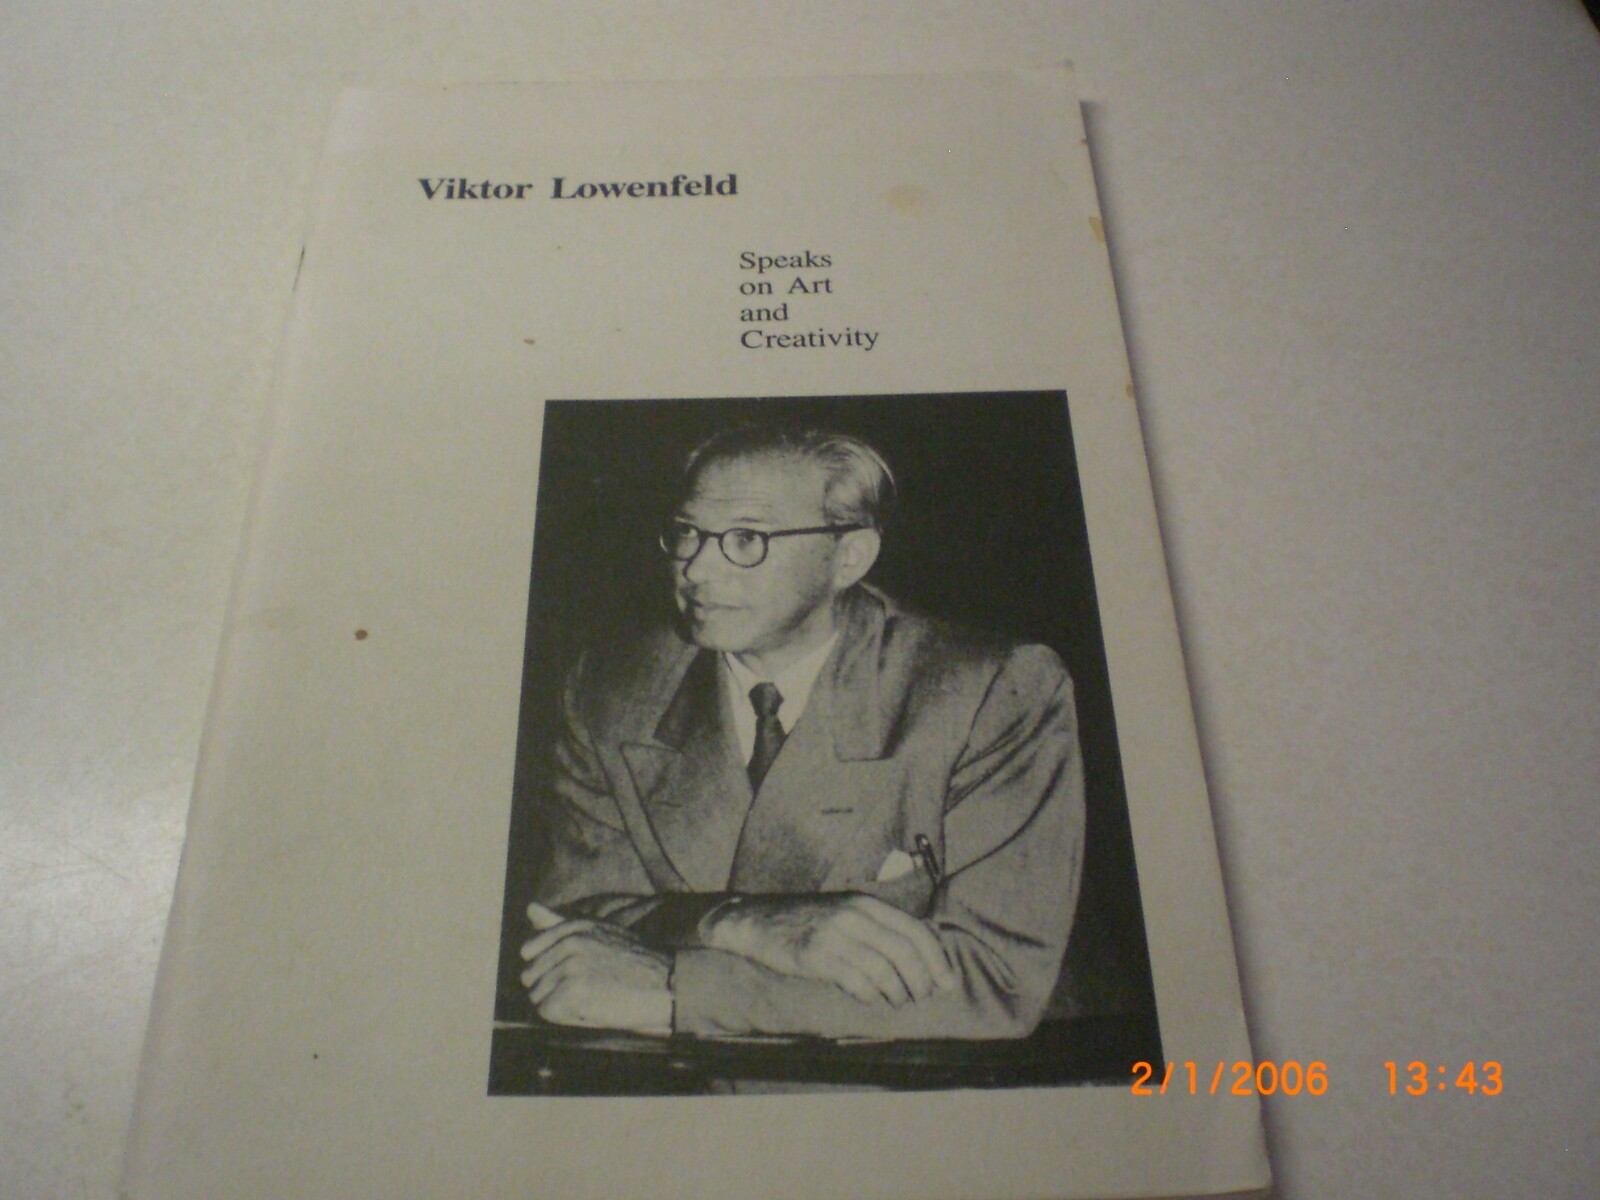 Viktor Lowenfeld
Speaks
on Art
and
Creativity
2/1/2006 13:43